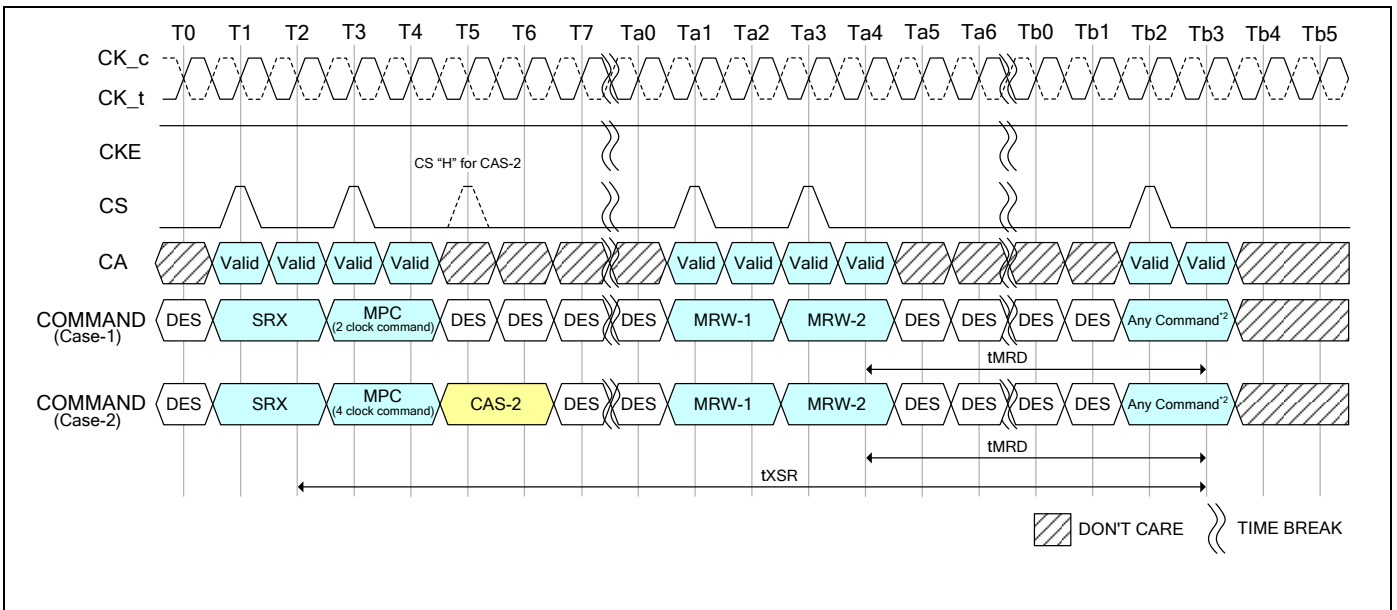 T0 T1 T2 T3 T4 T5 T6 T7 Ta0 Ta1 Ta2 Ta3 Ta4 Ta5 Ta6 Tb0 Tb1 Tb2 Tb3 Tb4 Tb5
CK_c
CK_t
CKE
CS "H" for CAS-2
CS
CA Valid Valid Valid Valid Valid Valid Valid Valid Valid Valid
COMMAND (Case-1) DES SRX MPC (2 clock command) DES DES DES DES MRW-1 MRW-2 DES DES DES DES Any Command*2
tMRD
COMMAND (Case-2) DES SRX MPC (4 clock command) CAS-2 DES DES MRW-1 MRW-2 DES DES DES DES Any Command*2
tMRD
tXSR
DON'T CARE TIME BREAK